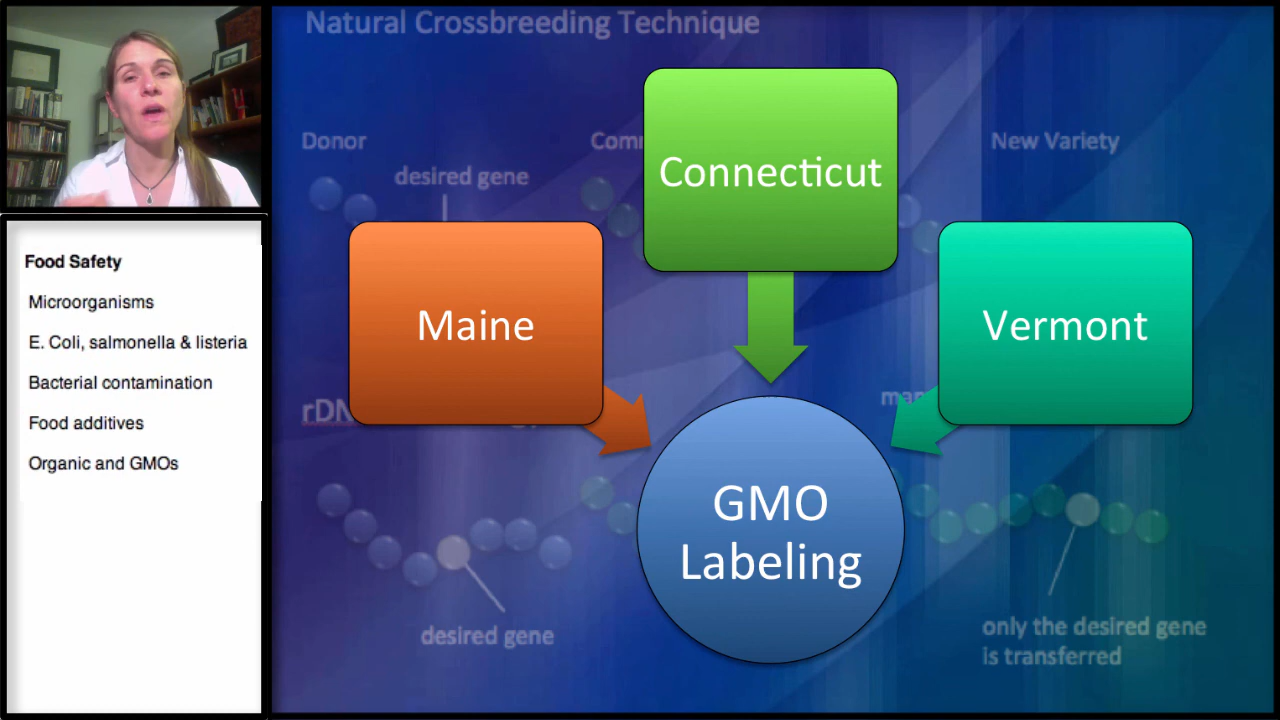 Natural Crossbreeding Technique
Donor
desired gene
New Variety
Connecticut
Maine
Vermont
GMO
Labeling
desired gene
only the desired gene
is transferred
Food Safety
Microorganisms
E. Coli, salmonella & listeria
Bacterial contamination
Food additives
Organic and GMOs